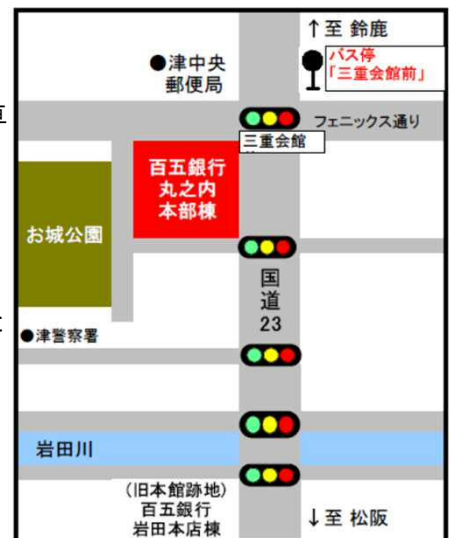 ↑至 鈴鹿
バス停
「三重会館前」
●津中央
郵便局
フェニックス通り
三重会館
百五銀行
丸之内
本部棟
お城公園
国
道
23
●津警察署
岩田川
(旧本館跡地)
百五銀行
岩田本店棟
↓至 松阪